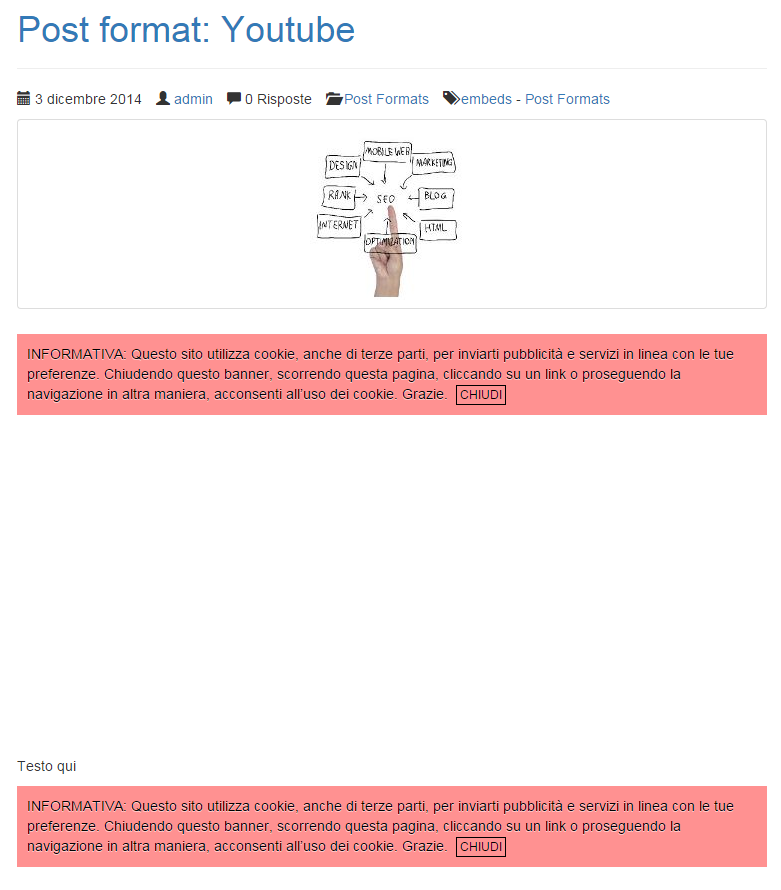 Post format: Youtube
3 dicembre 2014 admin 0 Risposte Post Formats embeds - Post Formats
MOBILE WEB
DESIGN
MARKETING
RANK
SEO
BLOG
INTERNET
HTML
OPTIMIZATION
INFORMATIVA: Questo sito utilizza cookie, anche di terze parti, per inviarti pubblicità e servizi in linea con le tue
preferenze. Chiudendo questo banner, scorrendo questa pagina, cliccando su un link o proseguendo la
navigazione in altra maniera, acconsenti all'uso dei cookie. Grazie. CHIUDI
Testo qui
INFORMATIVA: Questo sito utilizza cookie, anche di terze parti, per inviarti pubblicità e servizi in linea con le tue
preferenze. Chiudendo questo banner, scorrendo questa pagina, cliccando su un link o proseguendo la
navigazione in altra maniera, acconsenti all'uso dei cookie. Grazie. CHIUDI